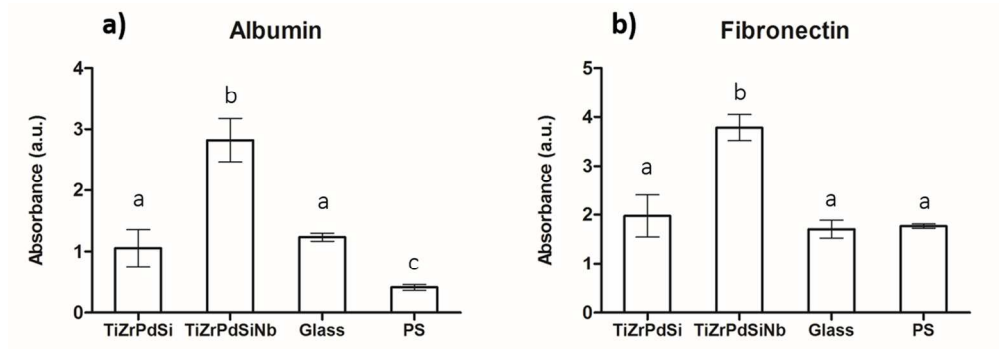 a) Albumin
Absorbance (a.u.)
4
3
2
1
0
a
b
a
c
TiZrPdSi TiZrPdSiNb Glass PS
b) Fibronectin
Absorbance (a.u.)
5
4
3
2
1
0
a
b
a
a
TiZrPdSi TiZrPdSiNb Glass PS